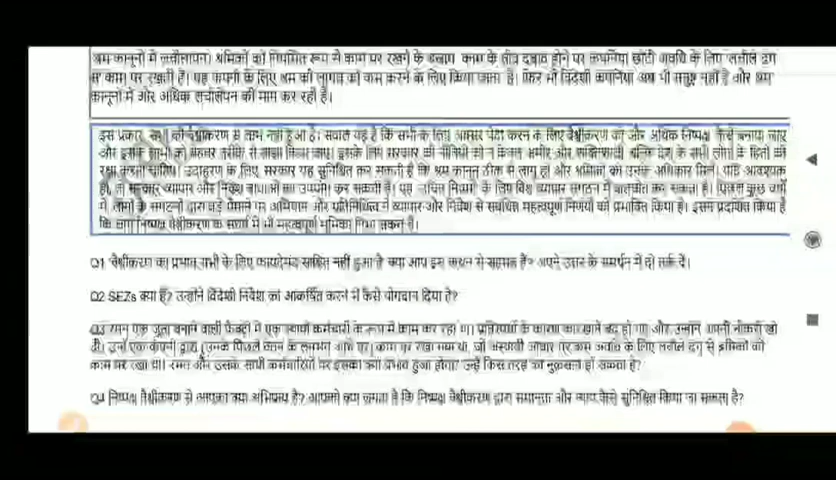 श्रम कानूनों में लचीलापन। श्रमिकों को नियमित रूप से काम पर रखने के बजाय काम के तीव्र दबाव होने पर कंपनियां छोटी अवधि के लिए 'लचीले ढंग
से' काम पर रखती हैं। यह कंपनी के लिए श्रम की लागत को कम करने के लिए किया जाता है। फिर भी विदेशी कंपनियां अब भी संतुष्ट नहीं हैं और श्रम
कानूनों में और अधिक लचीलेपन की मांग कर रही हैं।
इस प्रकार, सभी को वैश्वीकरण से लाभ नहीं हुआ है। सवाल यह है कि सभी के लिए अवसर पैदा करने के लिए वैश्वीकरण को और अधिक निष्पक्ष कैसे बनाया जाए
और इसके लाभों को बेहतर तरीके से साझा किया जाए। इसके लिए सरकार की नीतियों को न केवल अमीर और शक्तिशाली बल्कि देश के सभी लोगों के हितों की
रक्षा करनी चाहिए। उदाहरण के लिए, सरकार यह सुनिश्चित कर सकती है कि श्रम कानून ठीक से लागू हों और श्रमिकों को उनके अधिकार मिलें, यदि आवश्यक
हो, तो सरकार व्यापार और निवेश बाधाओं का उपयोग कर सकती है। यह 'उचित नियमों' के लिए विश्व व्यापार संगठन में बातचीत कर सकता है। पिछले कुछ वर्षों
में, लोगों के संगठनों द्वारा बड़े पैमाने पर अभियान और प्रतिनिधित्व ने व्यापार और निवेश से संबंधित महत्वपूर्ण निर्णयों को प्रभावित किया है। इसने प्रदर्शित किया है
कि लोग निष्पक्ष वैश्वीकरण के संघर्ष में भी महत्वपूर्ण भूमिका निभा सकते हैं।
Q1 'वैश्वीकरण का प्रभाव सभी के लिए फायदेमंद साबित नहीं हुआ है' क्या आप इस कथन से सहमत हैं? अपने उत्तर के समर्थन में दो तर्क दें।
Q2 SEZs क्या हैं? उन्होंने विदेशी निवेश को आकर्षित करने में कैसे योगदान दिया है?
Q3 रमन एक जूता बनाने वाली फैक्ट्री में एक स्थायी कर्मचारी के रूप में काम कर रहा था। प्रतिस्पर्धा के कारण कारखाने बंद हो गए और उन्होंने अपनी नौकरी खो
दी। उन्हें एक कंपनी द्वारा (उनके पिछले वेतन के लगभग आधे पर) काम पर रखा गया था, जो अस्थायी आधार पर कम अवधि के लिए लचीले ढंग से श्रमिकों को
काम पर रखा था। रमन और उसके साथी कर्मचारियों पर इसका क्या प्रभाव हुआ होगा? उन्हें किस तरह का नुकसान हो सकता है?
Q4 निष्पक्ष वैश्वीकरण से आपका क्या अभिप्राय है? आपको क्या लगता है कि निष्पक्ष वैश्वीकरण द्वारा समानता और न्याय कैसे सुनिश्चित किया जा सकता है?